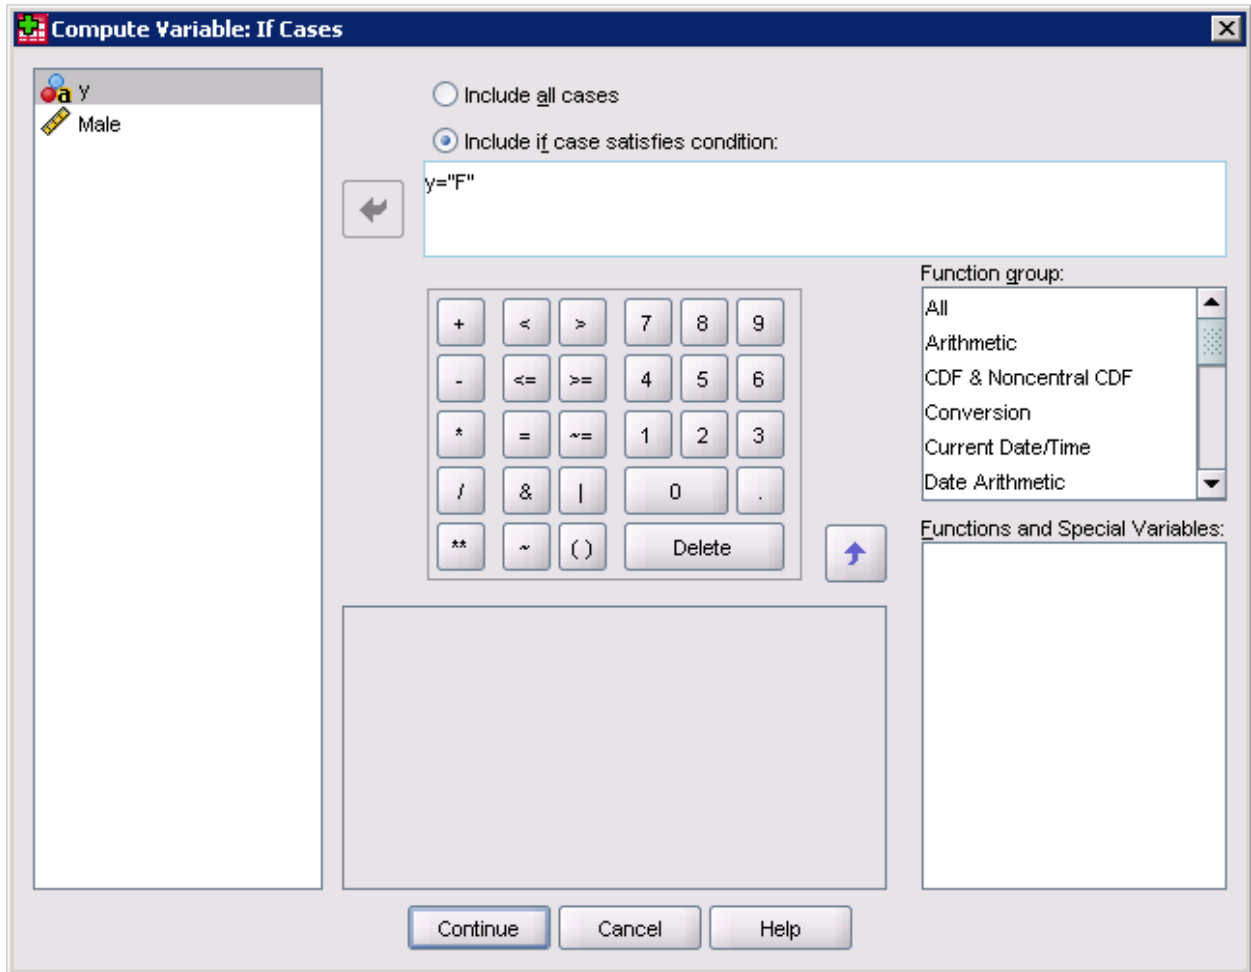 Compute Variable: If Cases
y
Male
Include all cases
Include if case satisfies condition:
y="F"
Function group:
All
Arithmetic
CDF & Noncentral CDF
Conversion
Current Date/Time
Date Arithmetic
+ < > 7 8 9
- <= >= 4 5 6
* = ~= 1 2 3
/ & | 0 .
** ~ ( ) Delete
Functions and Special Variables:
Continue Cancel Help